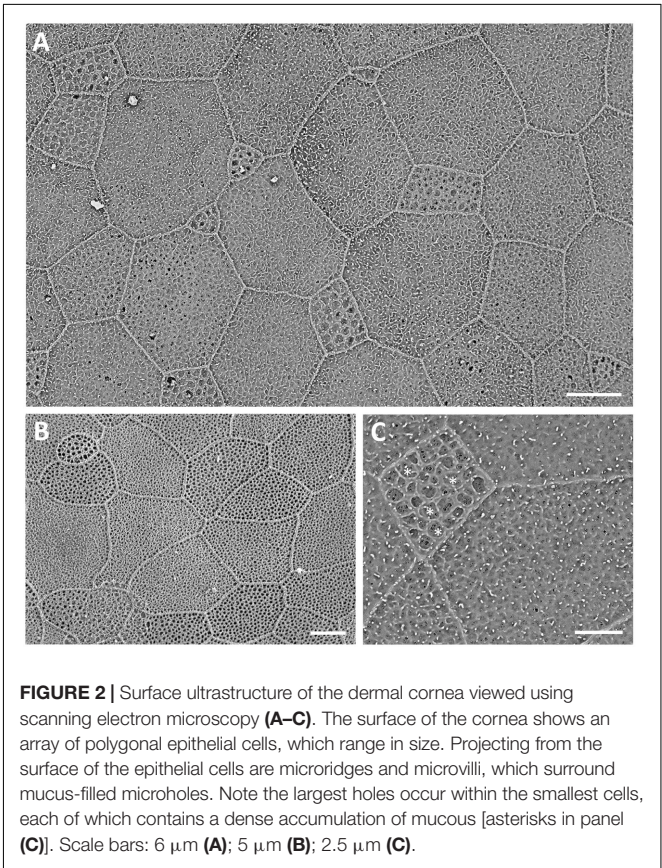 A
B
C
* * * *
FIGURE 2 | Surface ultrastructure of the dermal cornea viewed using
scanning electron microscopy (A–C). The surface of the cornea shows an
array of polygonal epithelial cells, which range in size. Projecting from the
surface of the epithelial cells are microridges and microvilli, which surround
mucus-filled microholes. Note the largest holes occur within the smallest cells,
each of which contains a dense accumulation of mucous [asterisks in panel
(C)]. Scale bars: 6 μm (A); 5 μm (B); 2.5 μm (C).